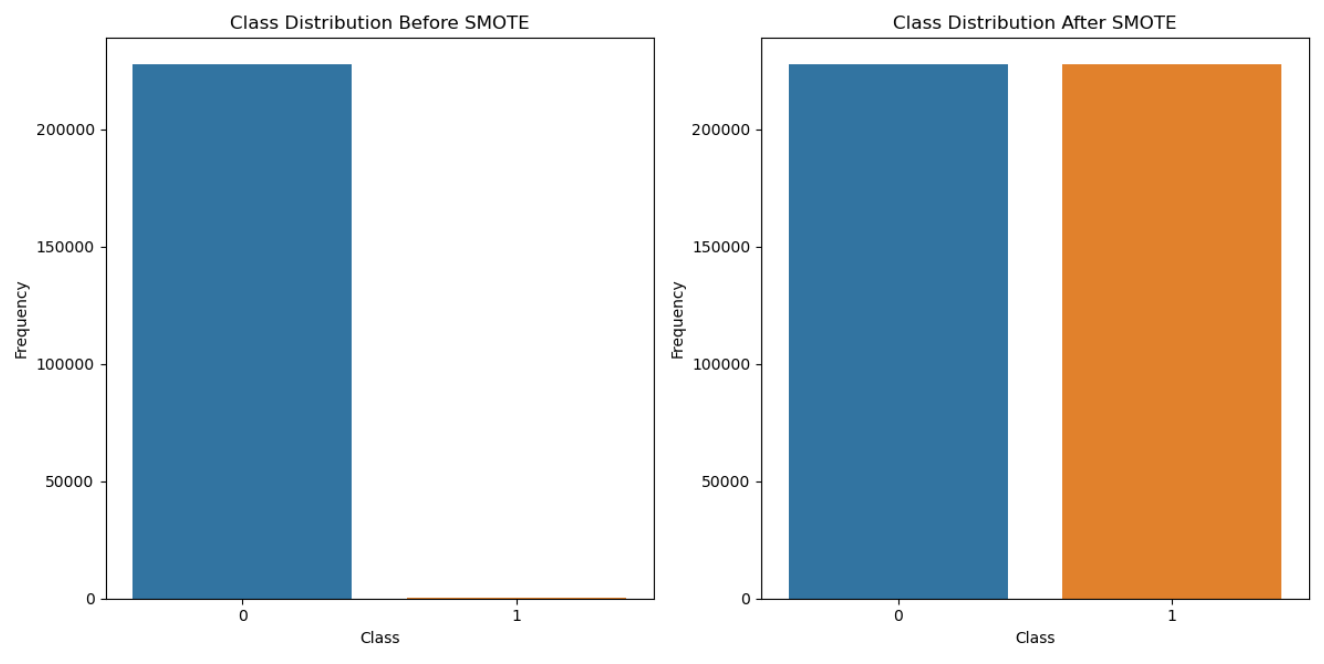 Class Distribution Before SMOTE
200000
150000
100000
50000
0
Frequency
0 1
Class
Class Distribution After SMOTE
200000
150000
100000
50000
0
Frequency
0 1
Class